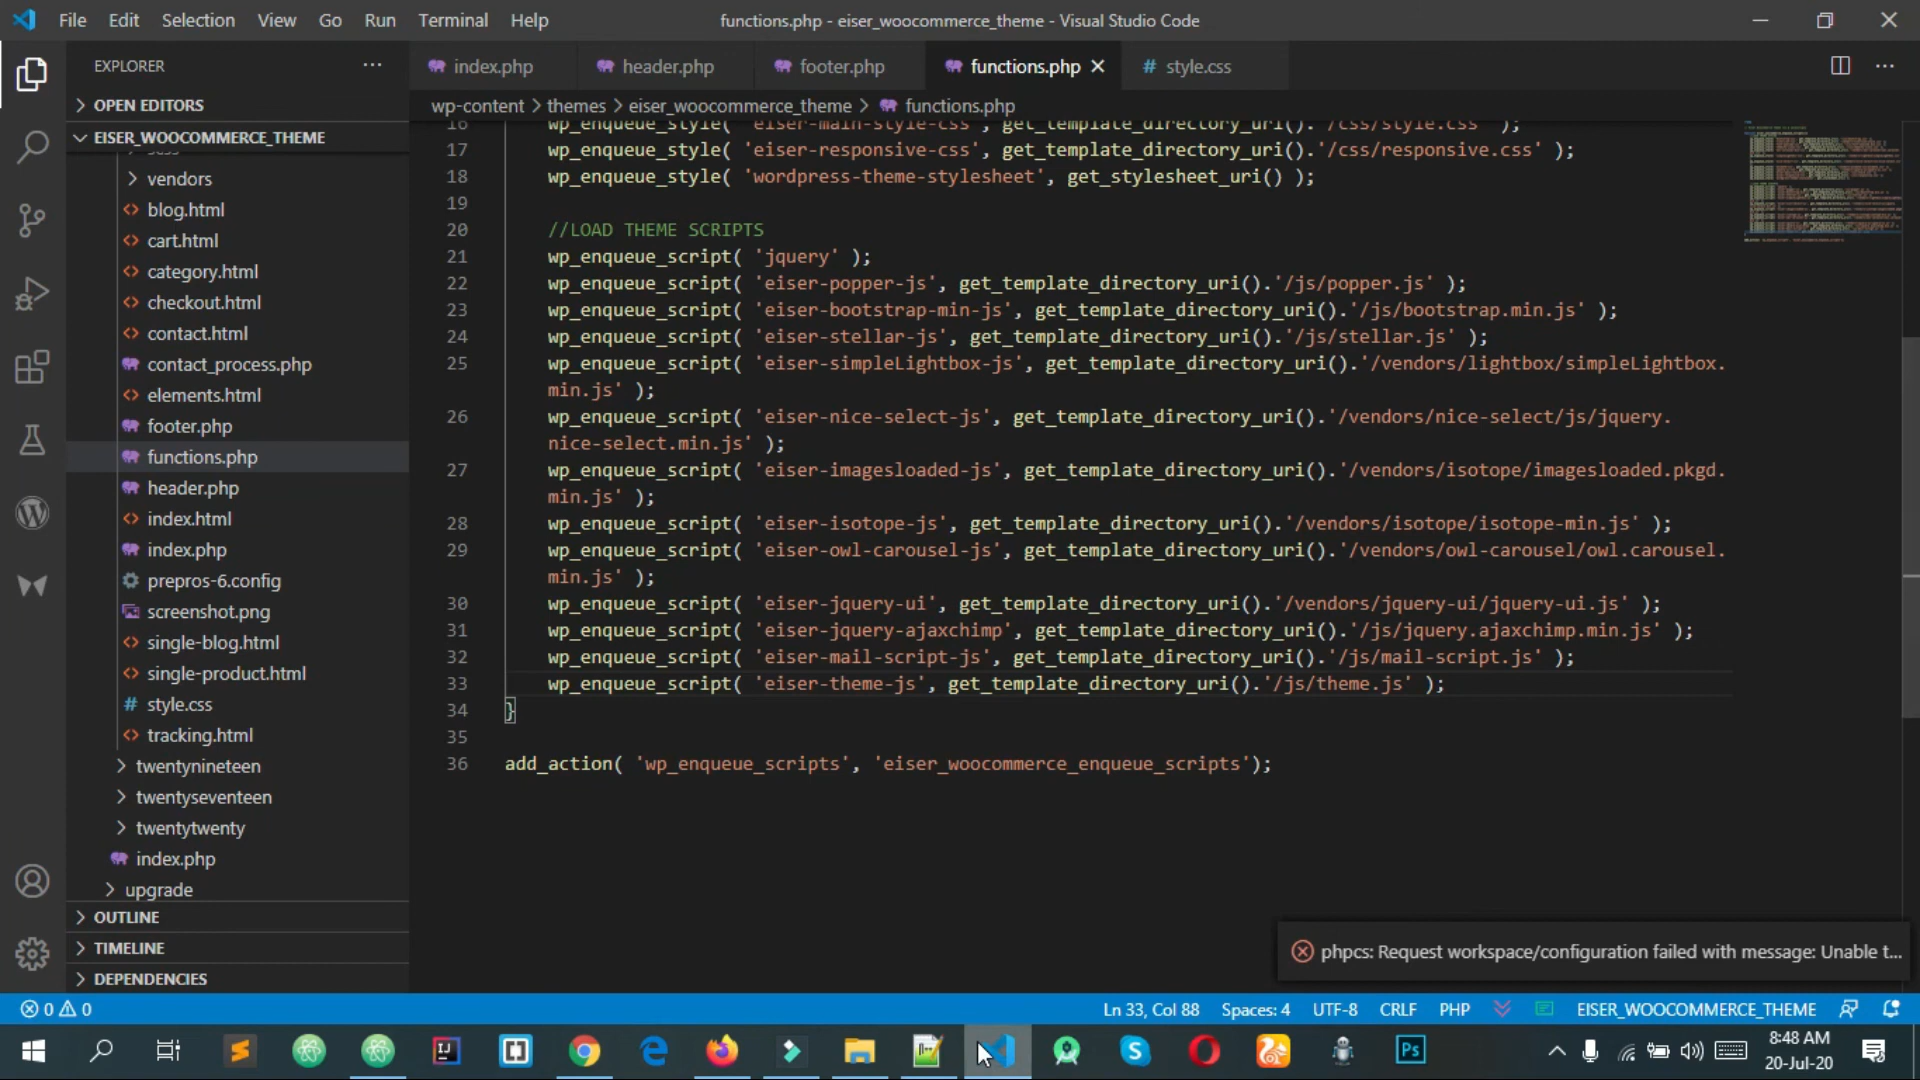 File Edit Selection View Go Run Terminal Help
functions.php - eiser_woocommerce_theme - Visual Studio Code
EXPLORER
index.php
header.php
footer.php
functions.php
# style.css
OPEN EDITORS
EISER_WOOCOMMERCE_THEME
vendors
blog.html
cart.html
category.html
checkout.html
contact.html
contact_process.php
elements.html
footer.php
functions.php
header.php
index.html
index.php
prepros-6.config
screenshot.png
single-blog.html
single-product.html
# style.css
tracking.html
twentynineteen
twentyseventeen
twentytwenty
index.php
upgrade
OUTLINE
TIMELINE
DEPENDENCIES
wp-content > themes > eiser_woocommerce_theme > functions.php
16 wp_enqueue_style( 'eiser-main-style-css', get_template_directory_uri().'/css/style.css' );
17 wp_enqueue_style( 'eiser-responsive-css', get_template_directory_uri().'/css/responsive.css' );
18 wp_enqueue_style( 'wordpress-theme-stylesheet', get_stylesheet_uri() );
19
20 //LOAD THEME SCRIPTS
21 wp_enqueue_script( 'jquery' );
22 wp_enqueue_script( 'eiser-popper-js', get_template_directory_uri().'/js/popper.js' );
23 wp_enqueue_script( 'eiser-bootstrap-min-js', get_template_directory_uri().'/js/bootstrap.min.js' );
24 wp_enqueue_script( 'eiser-stellar-js', get_template_directory_uri().'/js/stellar.js' );
25 wp_enqueue_script( 'eiser-simpleLightbox-js', get_template_directory_uri().'/vendors/lightbox/simpleLightbox.
min.js' );
26 wp_enqueue_script( 'eiser-nice-select-js', get_template_directory_uri().'/vendors/nice-select/js/jquery.
nice-select.min.js' );
27 wp_enqueue_script( 'eiser-imagesloaded-js', get_template_directory_uri().'/vendors/isotope/imagesloaded.pkgd.
min.js' );
28 wp_enqueue_script( 'eiser-isotope-js', get_template_directory_uri().'/vendors/isotope/isotope-min.js' );
29 wp_enqueue_script( 'eiser-owl-carousel-js', get_template_directory_uri().'/vendors/owl-carousel/owl.carousel.
min.js' );
30 wp_enqueue_script( 'eiser-jquery-ui', get_template_directory_uri().'/vendors/jquery-ui/jquery-ui.js' );
31 wp_enqueue_script( 'eiser-jquery-ajaxchimp', get_template_directory_uri().'/js/jquery.ajaxchimp.min.js' );
32 wp_enqueue_script( 'eiser-mail-script-js', get_template_directory_uri().'/js/mail-script.js' );
33 wp_enqueue_script( 'eiser-theme-js', get_template_directory_uri().'/js/theme.js' );
34 }
35
36 add_action( 'wp_enqueue_scripts', 'eiser_woocommerce_enqueue_scripts');
phpcs: Request workspace/configuration failed with message: Unable t...
0 0
Ln 33, Col 88 Spaces: 4 UTF-8 CRLF PHP EISER_WOOCOMMERCE_THEME
Ps
8:48 AM
20-Jul-20